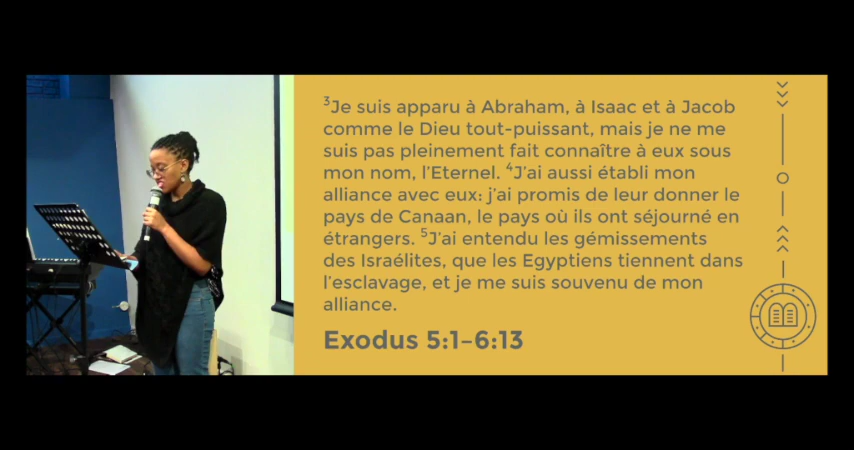 ³Je suis apparu à Abraham, à Isaac et à Jacob
comme le Dieu tout-puissant, mais je ne me
suis pas pleinement fait connaître à eux sous
mon nom, l'Eternel. ⁴J'ai aussi établi mon
alliance avec eux: j'ai promis de leur donner le
pays de Canaan, le pays où ils ont séjourné en
étrangers. ⁵J'ai entendu les gémissements
des Israélites, que les Egyptiens tiennent dans
l'esclavage, et je me suis souvenu de mon
alliance.
Exodus 5:1–6:13